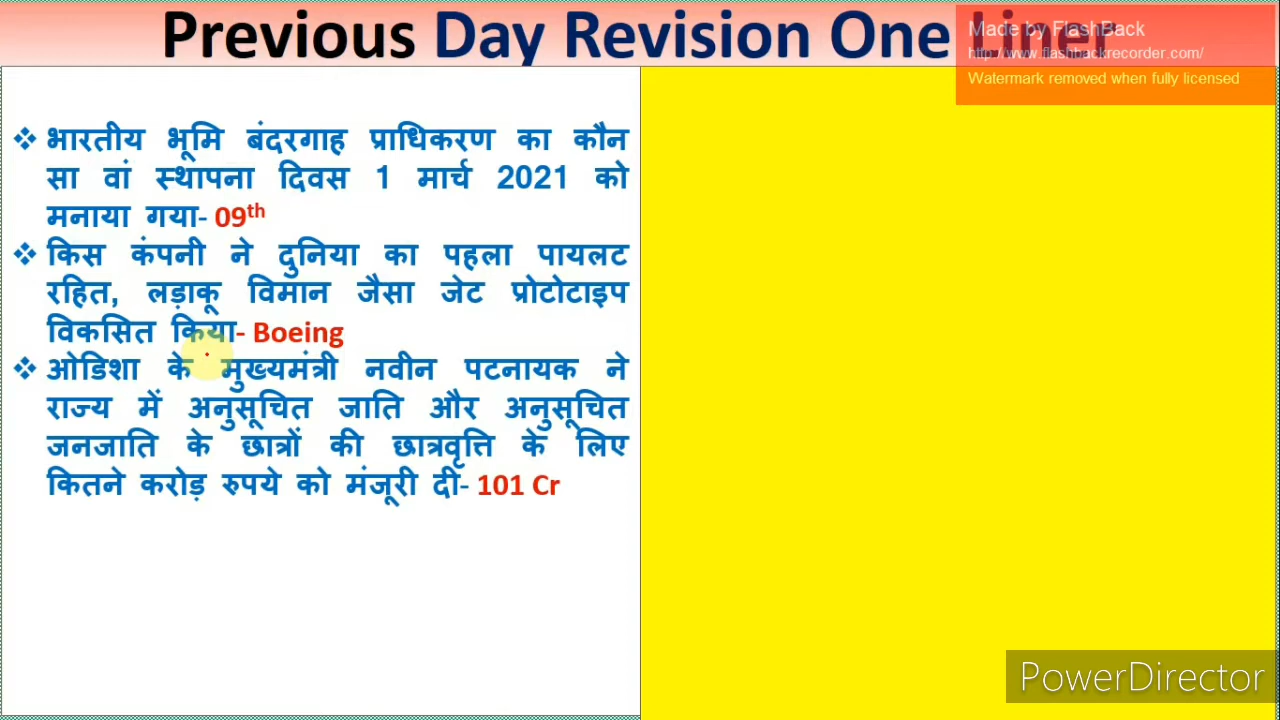 Previous Day Revision One Liner
Made by FlashBack
http://www.flashbackrecorder.com/
Watermark removed when fully licensed
❖ भारतीय भूमि बंदरगाह प्राधिकरण का कौन
सा वां स्थापना दिवस 1 मार्च 2021 को
मनाया गया- 09th
❖ किस कंपनी ने दुनिया का पहला पायलट
रहित, लड़ाकू विमान जैसा जेट प्रोटोटाइप
विकसित किया- Boeing
❖ ओडिशा के मुख्यमंत्री नवीन पटनायक ने
राज्य में अनुसूचित जाति और अनुसूचित
जनजाति के छात्रों की छात्रवृत्ति के लिए
कितने करोड़ रुपये को मंजूरी दी- 101 Cr
PowerDirector